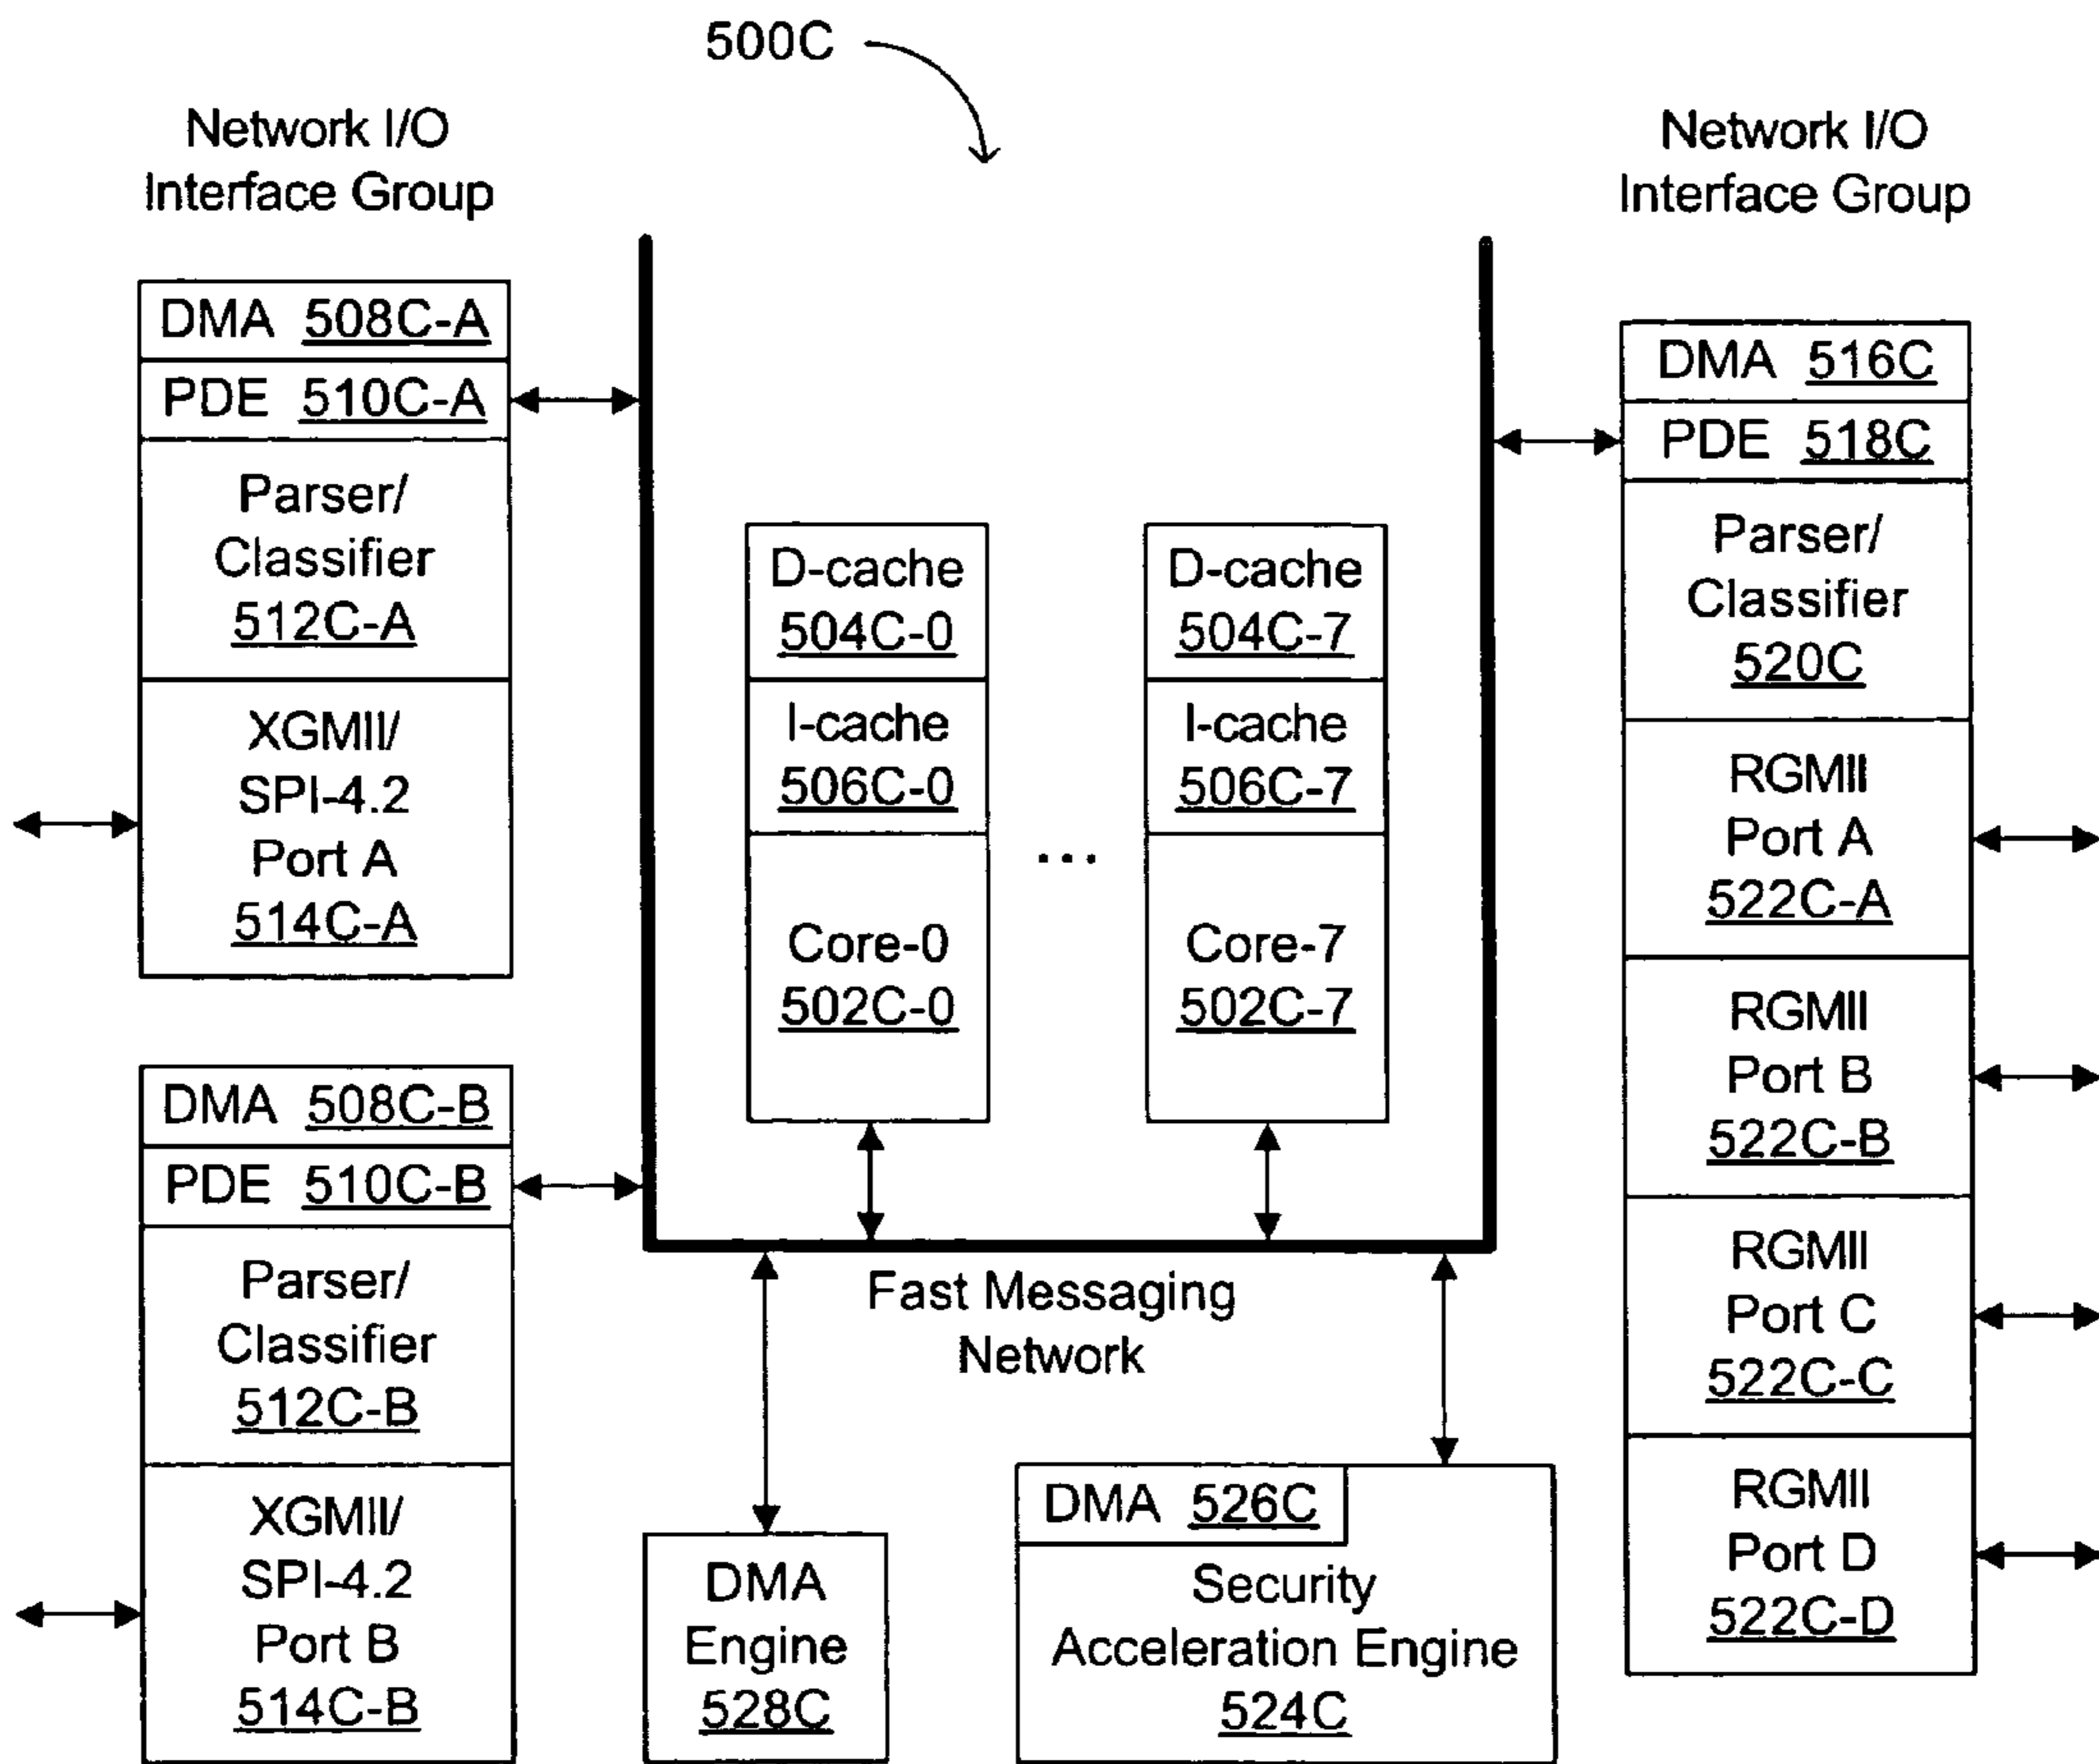 500C
Network I/O
Interface Group
DMA 508C-A
PDE 510C-A
Parser/
Classifier
512C-A
XGMII/
SPI-4.2
Port A
514C-A
DMA 508C-B
PDE 510C-B
Parser/
Classifier
512C-B
XGMII/
SPI-4.2
Port B
514C-B
D-cache
504C-0
I-cache
506C-0
Core-0
502C-0
...
D-cache
504C-7
I-cache
506C-7
Core-7
502C-7
Fast Messaging
Network
DMA
Engine
528C
DMA 526C
Security
Acceleration Engine
524C
Network I/O
Interface Group
DMA 516C
PDE 518C
Parser/
Classifier
520C
RGMII
Port A
522C-A
RGMII
Port B
522C-B
RGMII
Port C
522C-C
RGMII
Port D
522C-D